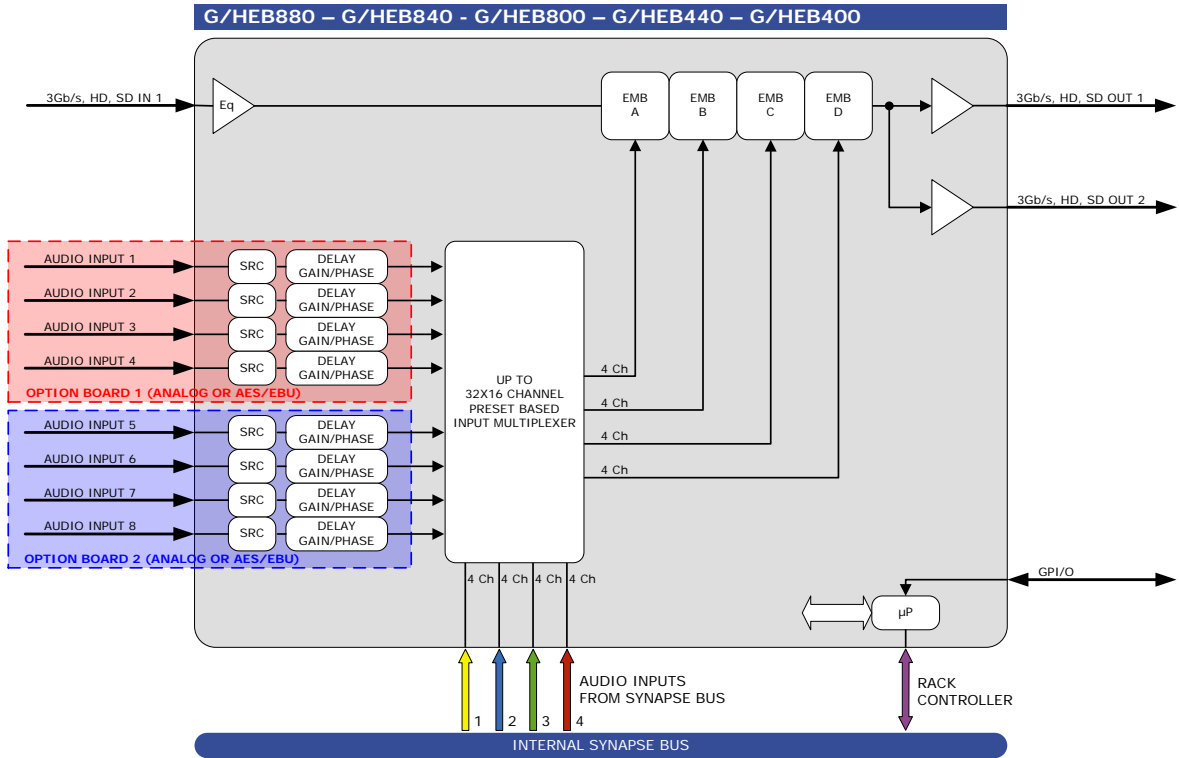 G/HEB880 – G/HEB840 - G/HEB800 – G/HEB440 – G/HEB400
3Gb/s, HD, SD IN 1
Eq
EMB
A
EMB
B
EMB
C
EMB
D
3Gb/s, HD, SD OUT 1
3Gb/s, HD, SD OUT 2
AUDIO INPUT 1
SRC
DELAY
GAIN/PHASE
AUDIO INPUT 2
SRC
DELAY
GAIN/PHASE
AUDIO INPUT 3
SRC
DELAY
GAIN/PHASE
AUDIO INPUT 4
SRC
DELAY
GAIN/PHASE
OPTION BOARD 1 (ANALOG OR AES/EBU)
AUDIO INPUT 5
SRC
DELAY
GAIN/PHASE
AUDIO INPUT 6
SRC
DELAY
GAIN/PHASE
AUDIO INPUT 7
SRC
DELAY
GAIN/PHASE
AUDIO INPUT 8
SRC
DELAY
GAIN/PHASE
OPTION BOARD 2 (ANALOG OR AES/EBU)
UP TO
32X16 CHANNEL
PRESET BASED
INPUT MULTIPLEXER
4 Ch
4 Ch
4 Ch
4 Ch
4 Ch
4 Ch
4 Ch
4 Ch
GPI/O
µP
AUDIO INPUTS
FROM SYNAPSE BUS
1
2
3
4
RACK
CONTROLLER
INTERNAL SYNAPSE BUS